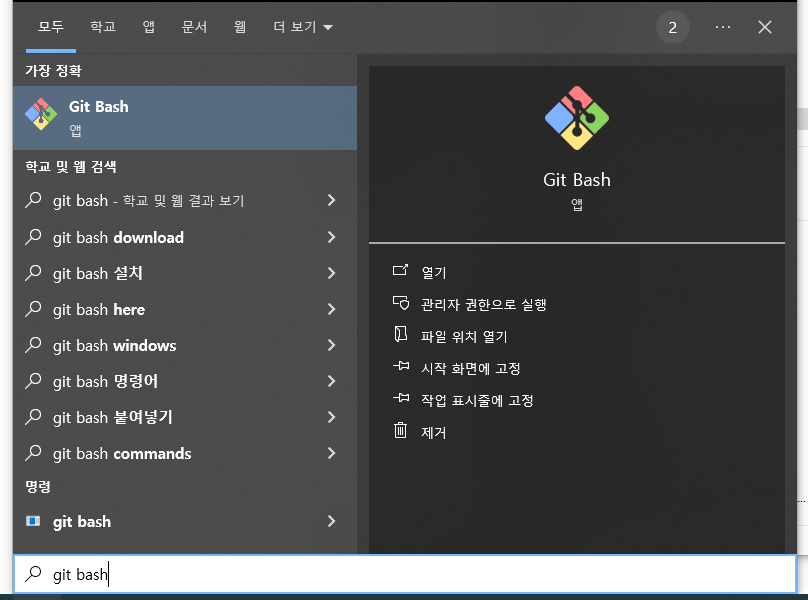 모두 학교 앱 문서 웹 더 보기 2 ···
가장 정확
Git Bash
앱
학교 및 웹 검색
git bash - 학교 및 웹 결과 보기
git bash download
git bash 설치
git bash here
git bash windows
git bash 명령어
git bash 붙여넣기
git bash commands
명령
git bash
Git Bash
앱
열기
관리자 권한으로 실행
파일 위치 열기
시작 화면에 고정
작업 표시줄에 고정
제거
git bash
...